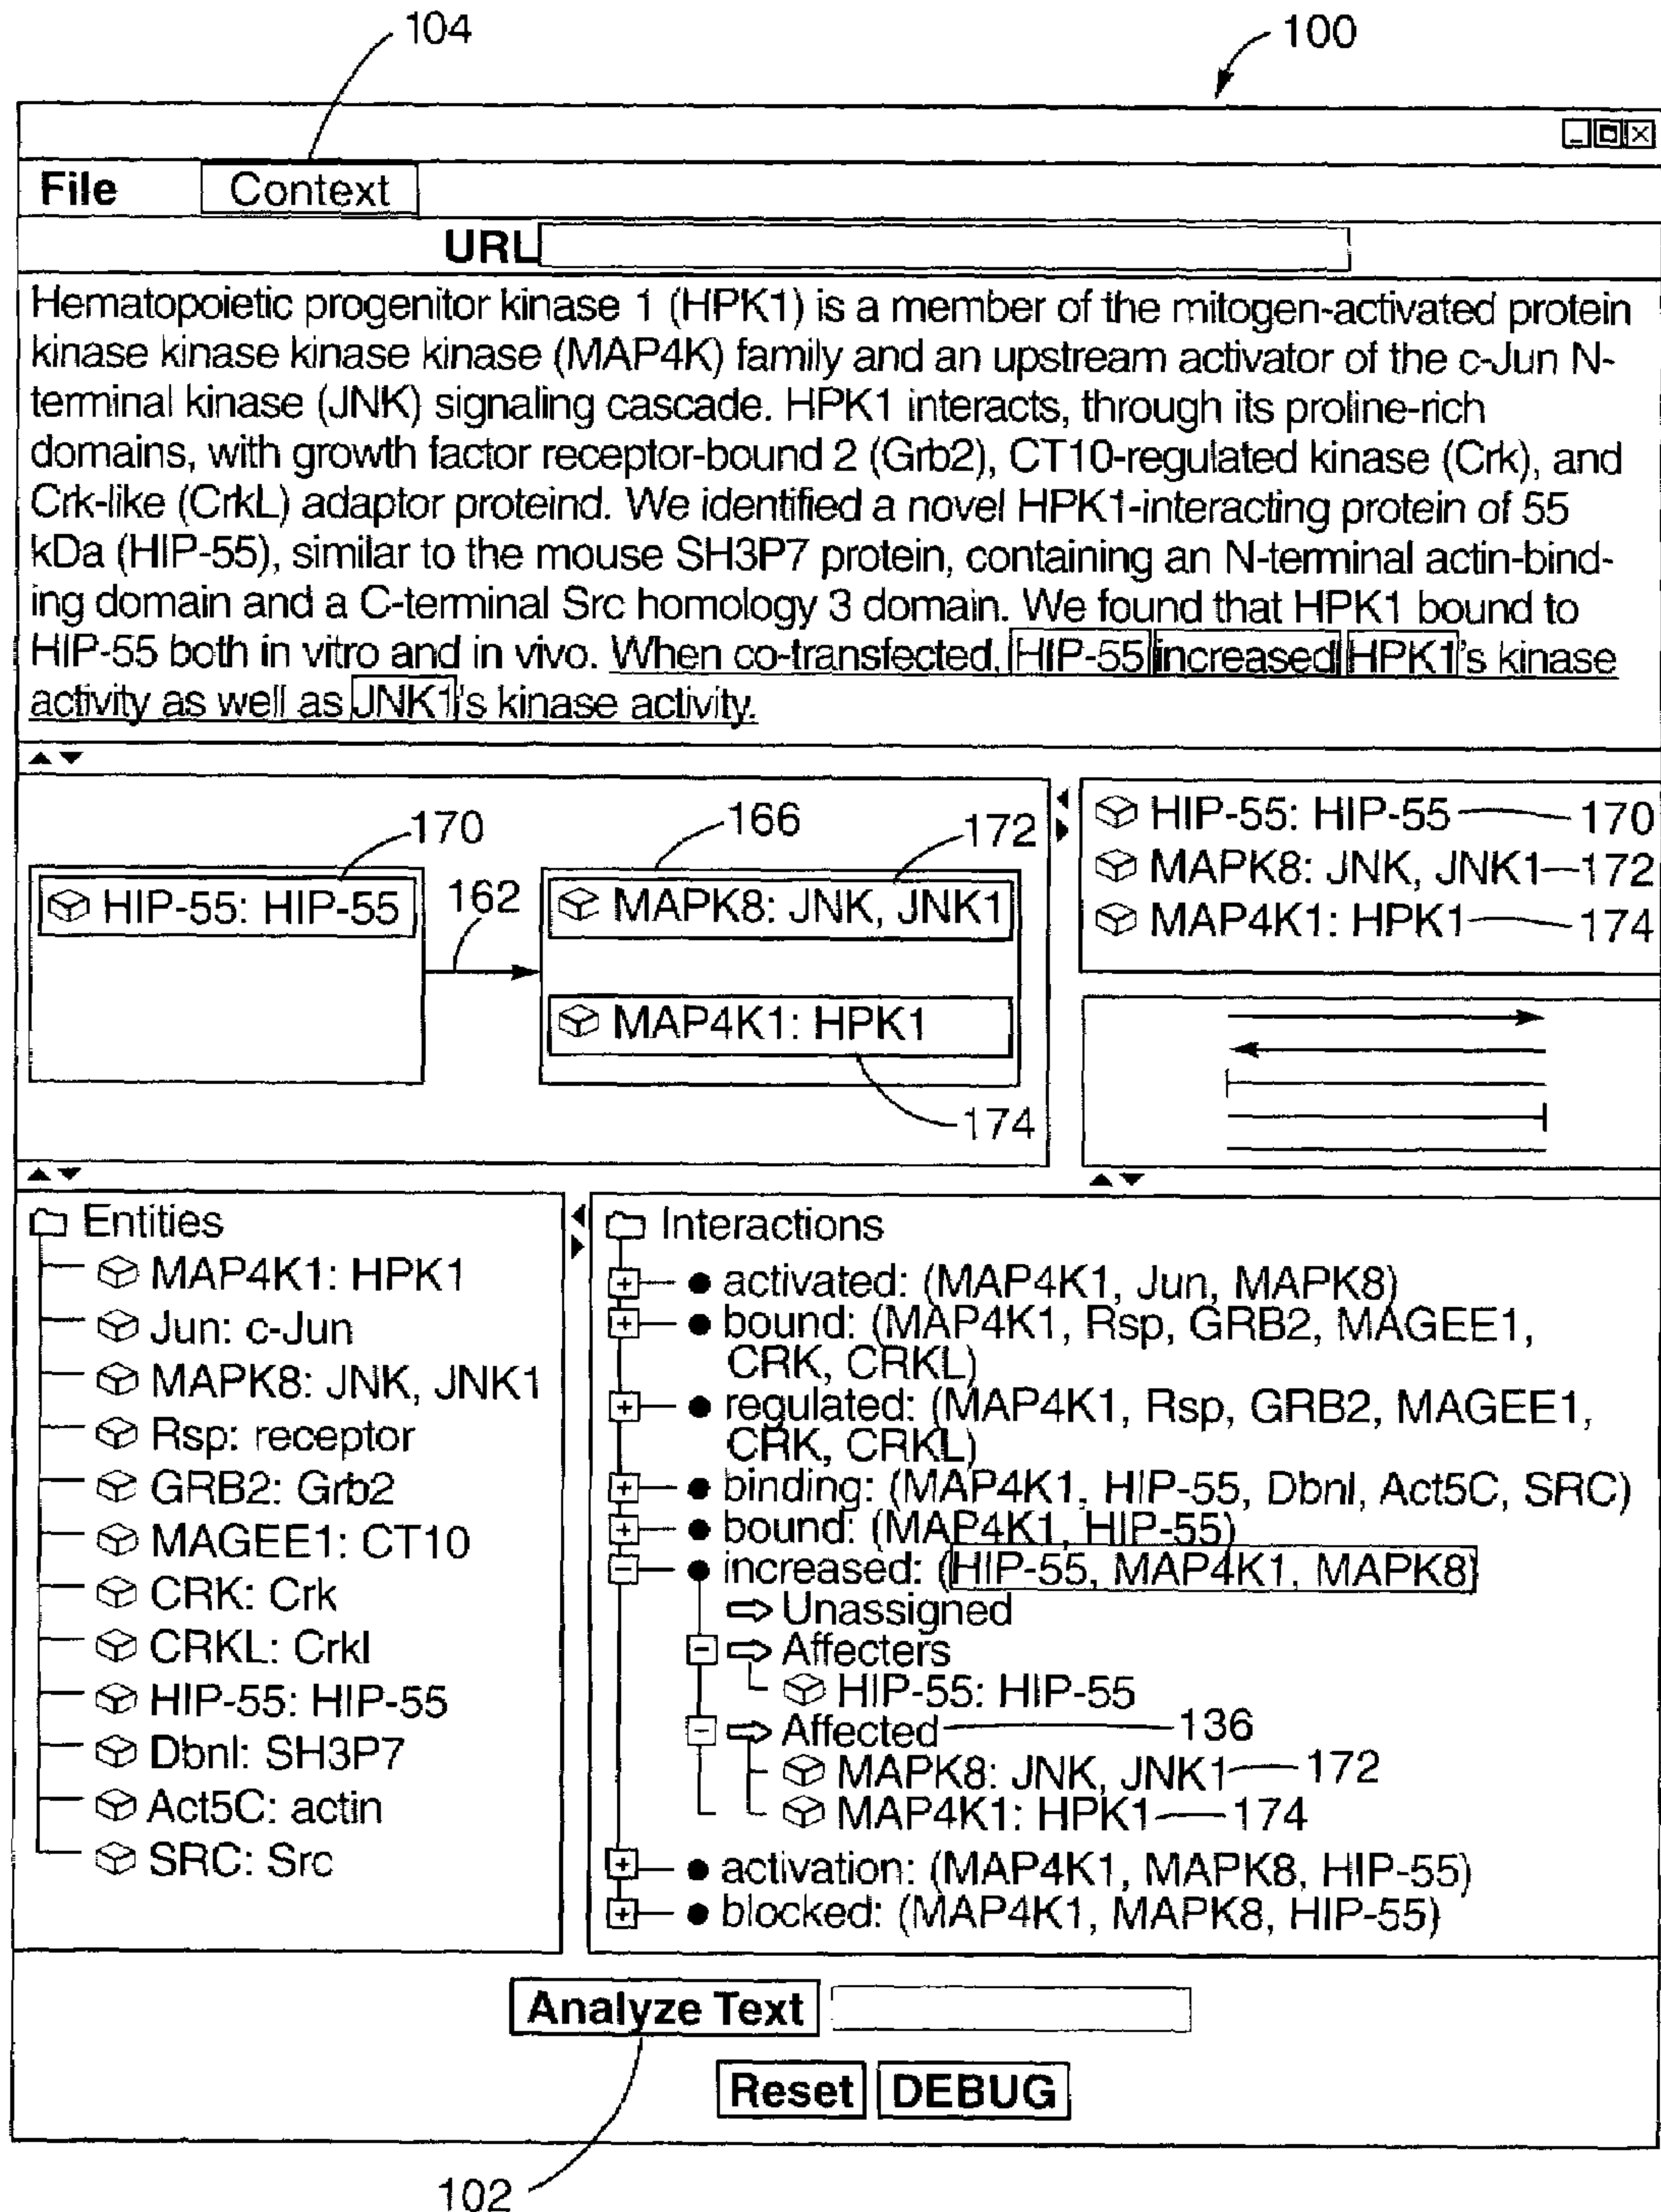 104
100
File Context
URL
Hematopoietic progenitor kinase 1 (HPK1) is a member of the mitogen-activated protein
kinase kinase kinase kinase (MAP4K) family and an upstream activator of the c-Jun N-
terminal kinase (JNK) signaling cascade. HPK1 interacts, through its proline-rich
domains, with growth factor receptor-bound 2 (Grb2), CT10-regulated kinase (Crk), and
Crk-like (CrkL) adaptor proteind. We identified a novel HPK1-interacting protein of 55
kDa (HIP-55), similar to the mouse SH3P7 protein, containing an N-terminal actin-bind-
ing domain and a C-terminal Src homology 3 domain. We found that HPK1 bound to
HIP-55 both in vitro and in vivo. When co-transfected, HIP-55 increased HPK1's kinase
activity as well as JNK1's kinase activity.
170
166
172
HIP-55: HIP-55
162
MAPK8: JNK, JNK1
MAP4K1: HPK1
174
HIP-55: HIP-55 170
MAPK8: JNK, JNK1 172
MAP4K1: HPK1 174
Entities
MAP4K1: HPK1
Jun: c-Jun
MAPK8: JNK, JNK1
Rsp: receptor
GRB2: Grb2
MAGEE1: CT10
CRK: Crk
CRKL: Crkl
HIP-55: HIP-55
Dbnl: SH3P7
Act5C: actin
SRC: Src
Interactions
activated: (MAP4K1, Jun, MAPK8)
bound: (MAP4K1, Rsp, GRB2, MAGEE1,
CRK, CRKL)
regulated: (MAP4K1, Rsp, GRB2, MAGEE1,
CRK, CRKL)
binding: (MAP4K1, HIP-55, Dbnl, Act5C, SRC)
bound: (MAP4K1, HIP-55)
increased: (HIP-55, MAP4K1, MAPK8)
Unassigned
Affecters
HIP-55: HIP-55
Affected 136
MAPK8: JNK, JNK1 172
MAP4K1: HPK1 174
activation: (MAP4K1, MAPK8, HIP-55)
blocked: (MAP4K1, MAPK8, HIP-55)
Analyze Text
Reset DEBUG
102